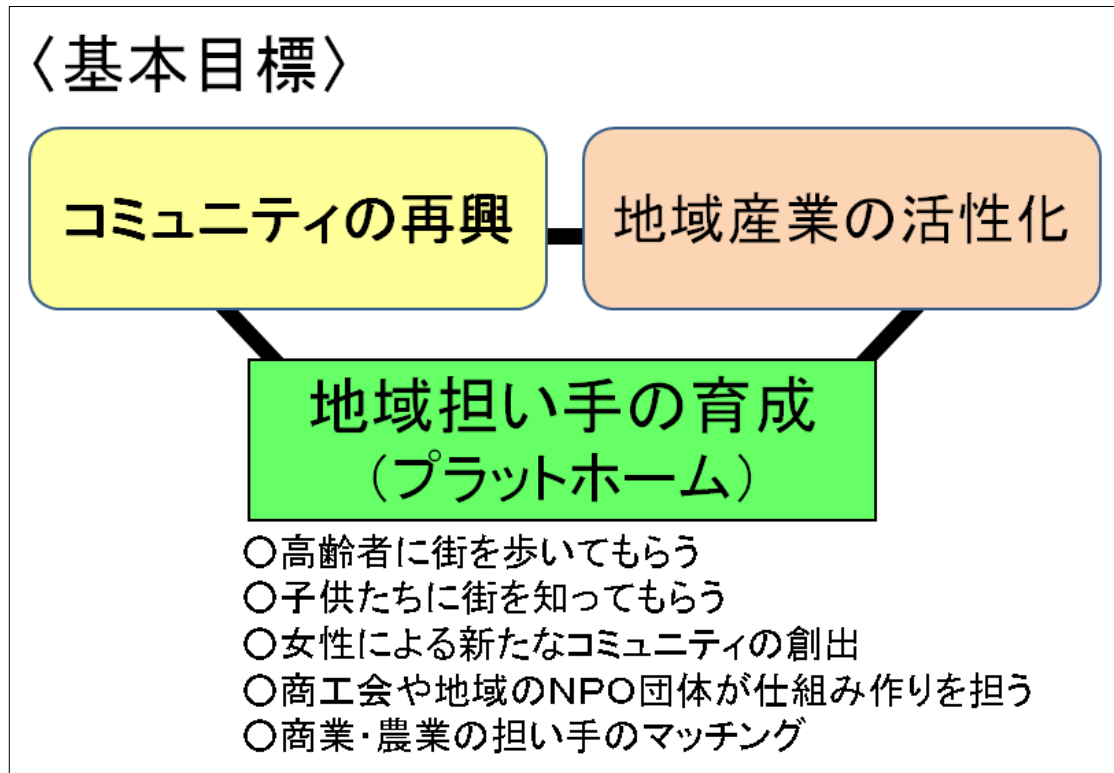 〈基本目標〉
コミュニティの再興
地域産業の活性化
地域担い手の育成
（プラットホーム）
○高齢者に街を歩いてもらう
○子供たちに街を知ってもらう
○女性による新たなコミュニティの創出
○商工会や地域のＮＰＯ団体が仕組み作りを担う
○商業・農業の担い手のマッチング